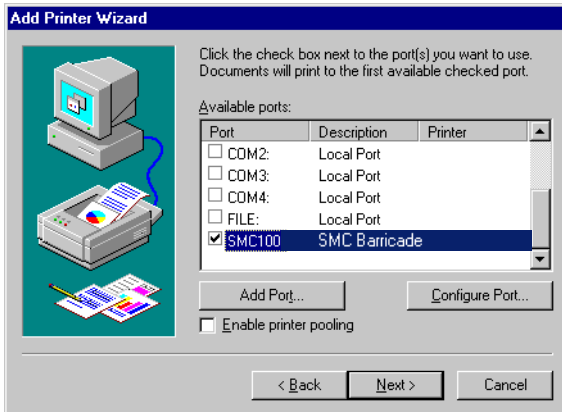 Add Printer Wizard
Click the check box next to the port(s) you want to use.
Documents will print to the first available checked port.
Available ports:
Port Description Printer
COM2: Local Port
COM3: Local Port
COM4: Local Port
FILE: Local Port
SMC100 SMC Barricade
Add Port... Configure Port...
Enable printer pooling
< Back Next > Cancel